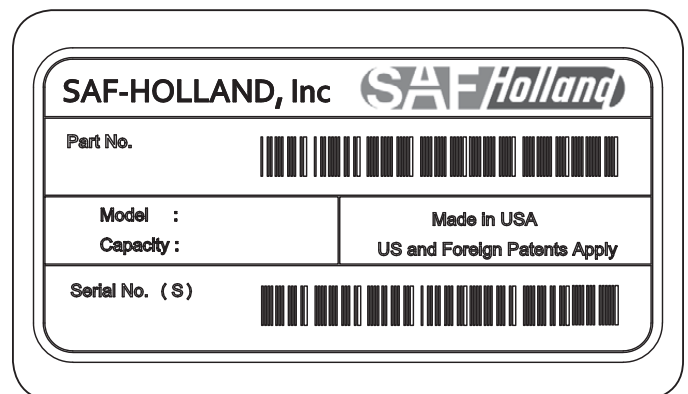 SAF-HOLLAND, Inc SAF Holland
Part No.
Model :
Capacity :
Made in USA
US and Foreign Patents Apply
Serial No. ( S )